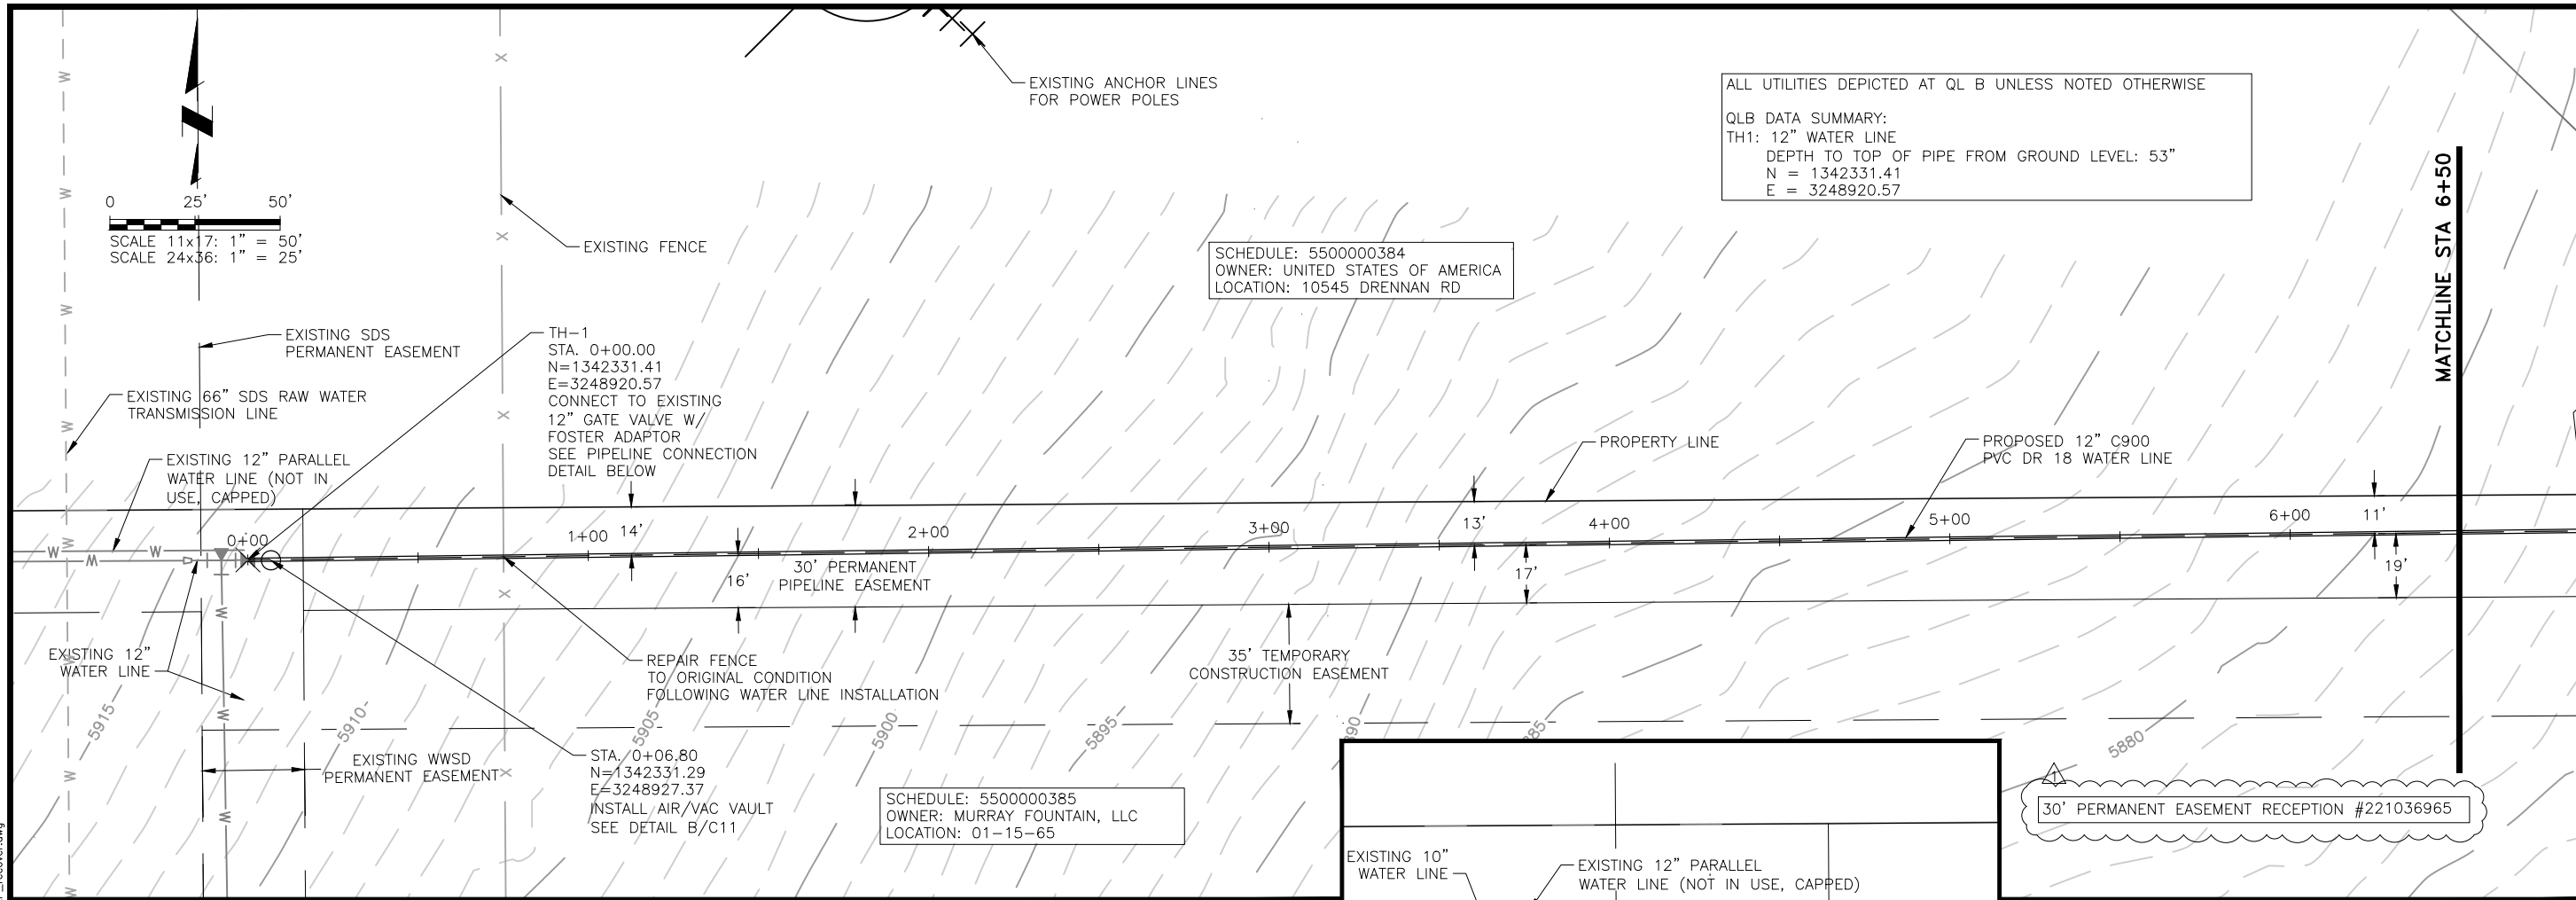 EXISTING ANCHOR LINES
FOR POWER POLES
ALL UTILITIES DEPICTED AT QL B UNLESS NOTED OTHERWISE
QLB DATA SUMMARY:
TH1: 12" WATER LINE
DEPTH TO TOP OF PIPE FROM GROUND LEVEL: 53"
N = 1342331.41
E = 3248920.57
MATCHLINE STA 6+50
0 25' 50'
SCALE 11x17: 1" = 50'
SCALE 24x36: 1" = 25'
EXISTING FENCE
SCHEDULE: 5500000384
OWNER: UNITED STATES OF AMERICA
LOCATION: 10545 DRENNAN RD
EXISTING SDS
PERMANENT EASEMENT
TH-1
STA. 0+00.00
N=1342331.41
E=3248920.57
CONNECT TO EXISTING
12" GATE VALVE W/
FOSTER ADAPTOR
SEE PIPELINE CONNECTION
DETAIL BELOW
EXISTING 66" SDS RAW WATER
TRANSMISSION LINE
EXISTING 12" PARALLEL
WATER LINE (NOT IN
USE, CAPPED)
PROPERTY LINE
PROPOSED 12" C900
PVC DR 18 WATER LINE
0+00
1+00
14'
2+00
3+00
13'
4+00
5+00
6+00
11'
16'
30' PERMANENT
PIPELINE EASEMENT
17'
19'
EXISTING 12"
WATER LINE
REPAIR FENCE
TO ORIGINAL CONDITION
FOLLOWING WATER LINE INSTALLATION
35' TEMPORARY
CONSTRUCTION EASEMENT
5915
5910
5905
5900
5895
5880
EXISTING WWSD
PERMANENT EASEMENT
STA. 0+06.80
N=1342331.29
E=3248927.37
INSTALL AIR/VAC VAULT
SEE DETAIL B/C11
SCHEDULE: 5500000385
OWNER: MURRAY FOUNTAIN, LLC
LOCATION: 01-15-65
1
30' PERMANENT EASEMENT RECEPTION #221036965
EXISTING 10"
WATER LINE
EXISTING 12" PARALLEL
WATER LINE (NOT IN USE, CAPPED)